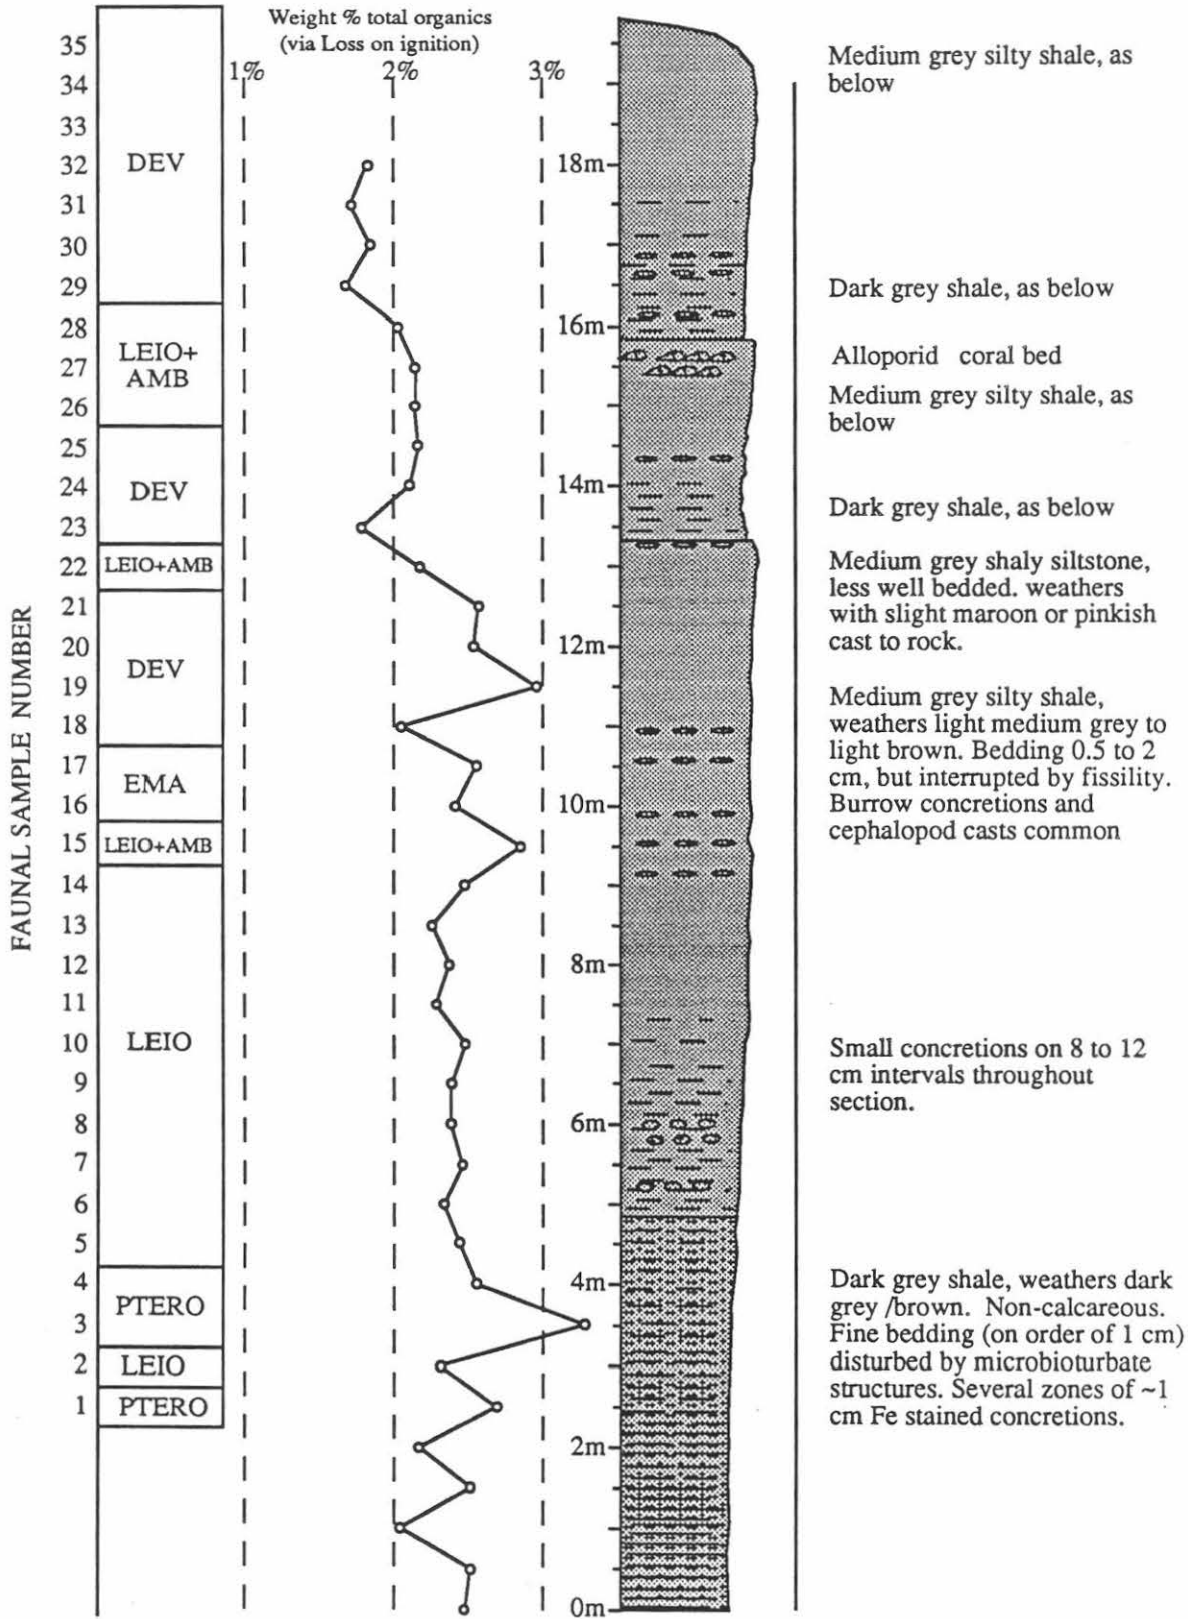 Weight % total organics
(via Loss on ignition)
1%
2%
3%
FAUNAL SAMPLE NUMBER
35
34
33
32
31
30
29
28
27
26
25
24
23
22
21
20
19
18
17
16
15
14
13
12
11
10
9
8
7
6
5
4
3
2
1
DEV
LEIO+
AMB
DEV
LEIO+AMB
DEV
EMA
LEIO+AMB
LEIO
PTERO
LEIO
PTERO
18m
16m
14m
12m
10m
8m
6m
4m
2m
0m
Medium grey silty shale, as
below
Dark grey shale, as below
Alloporid coral bed
Medium grey silty shale, as
below
Dark grey shale, as below
Medium grey shaly siltstone,
less well bedded. weathers
with slight maroon or pinkish
cast to rock.
Medium grey silty shale,
weathers light medium grey to
light brown. Bedding 0.5 to 2
cm, but interrupted by fissility.
Burrow concretions and
cephalopod casts common
Small concretions on 8 to 12
cm intervals throughout
section.
Dark grey shale, weathers dark
grey /brown. Non-calcareous.
Fine bedding (on order of 1 cm)
disturbed by microbioturbate
structures. Several zones of ~1
cm Fe stained concretions.